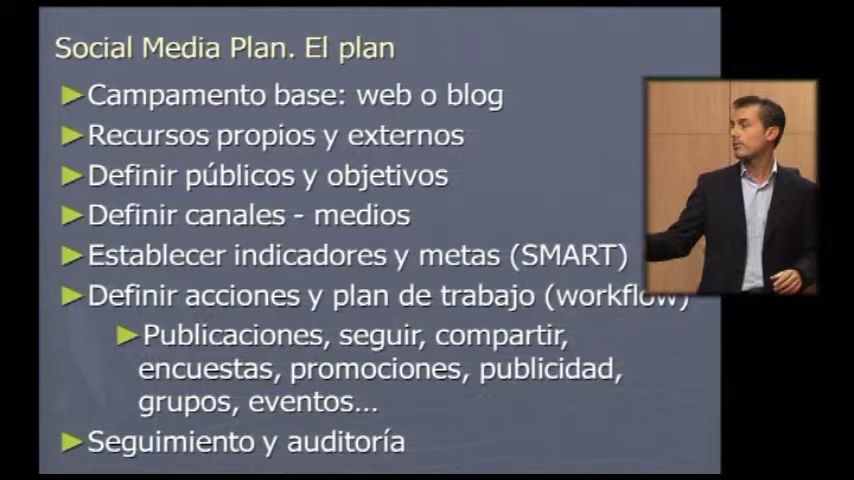 Social Media Plan. El plan
Campamento base: web o blog
Recursos propios y externos
Definir públicos y objetivos
Definir canales - medios
Establecer indicadores y metas (SMART)
Definir acciones y plan de trabajo (workflow)
Publicaciones, seguir, compartir,
encuestas, promociones, publicidad,
grupos, eventos...
Seguimiento y auditoría